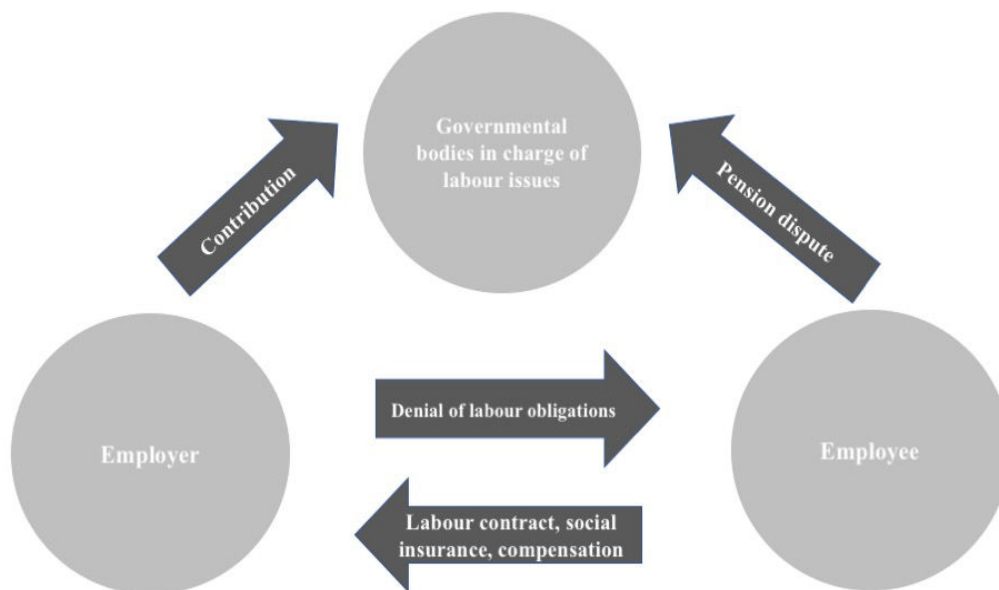 Governmental
bodies in charge of
labour issues
Contribution
Pension dispute
Employer
Denial of labour obligations
Employee
Labour contract, social
insurance, compensation